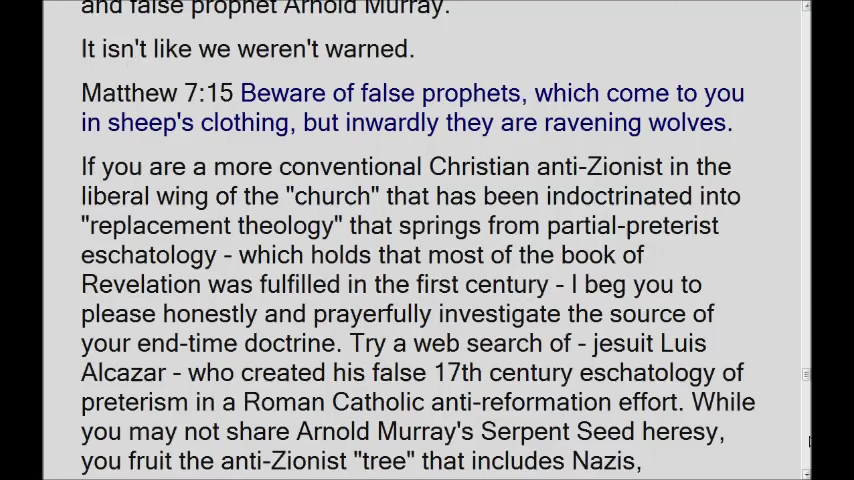 and false prophet Arnold Murray.
It isn't like we weren't warned.
Matthew 7:15 Beware of false prophets, which come to you
in sheep's clothing, but inwardly they are ravening wolves.
If you are a more conventional Christian anti-Zionist in the
liberal wing of the "church" that has been indoctrinated into
"replacement theology" that springs from partial-preterist
eschatology - which holds that most of the book of
Revelation was fulfilled in the first century - I beg you to
please honestly and prayerfully investigate the source of
your end-time doctrine. Try a web search of - jesuit Luis
Alcazar - who created his false 17th century eschatology of
preterism in a Roman Catholic anti-reformation effort. While
you may not share Arnold Murray's Serpent Seed heresy,
you fruit the anti-Zionist "tree" that includes Nazis,